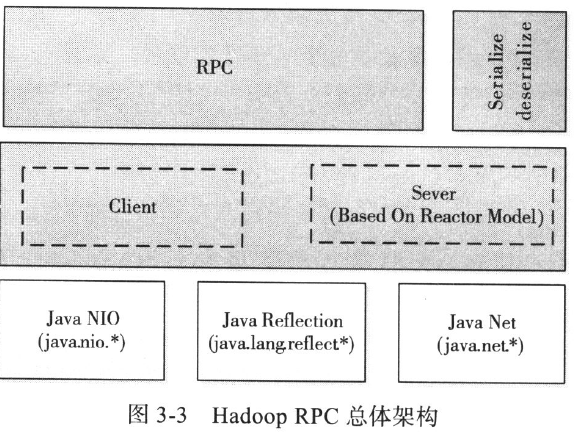 RPC
Serialize
deserialize
Client
Sever
(Based On Reactor Model)
Java NIO
(java.nio.*)
Java Reflection
(java.lang.reflect.*)
Java Net
(java.net.*)
图 3-3 Hadoop RPC 总体架构